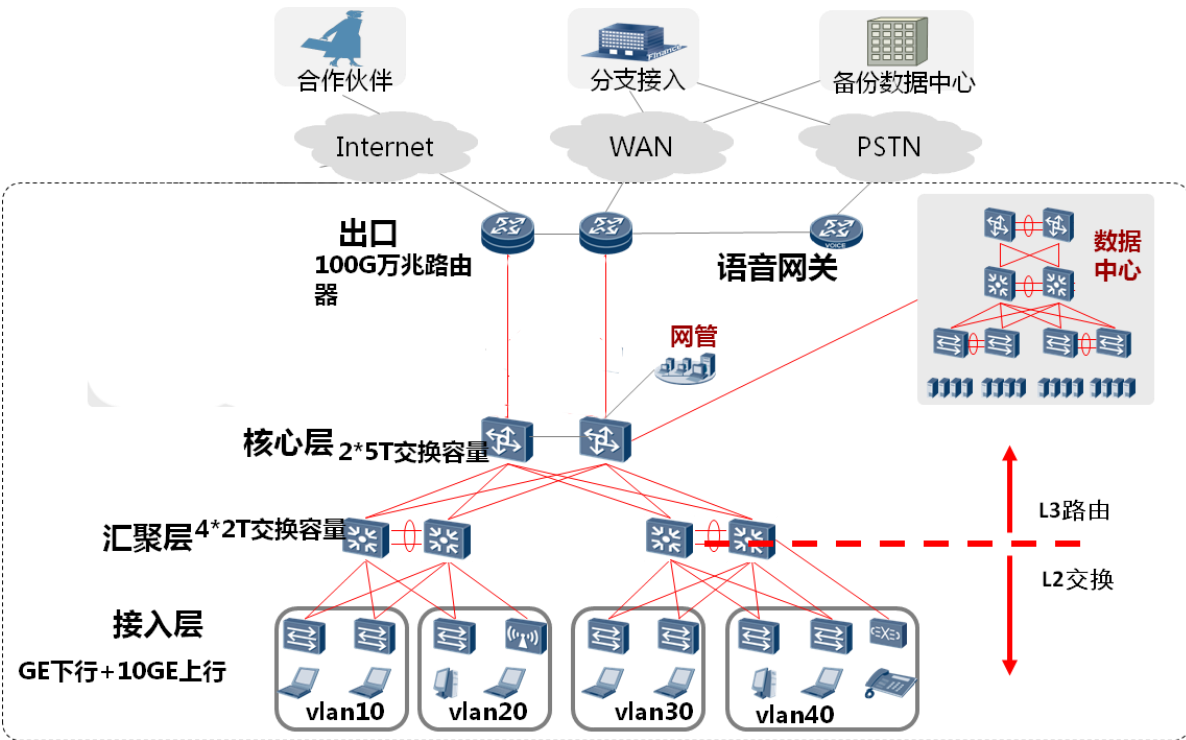 合作伙伴
Finance
分支接入
备份数据中心
Internet
WAN
PSTN
出口
100G万兆路由
器
VOICE
语音网关
数据
中心
网管
核心层
2*5T交换容量
汇聚层
4*2T交换容量
L3路由
L2交换
接入层
GE下行+10GE上行
EXE
vlan10
vlan20
vlan30
vlan40